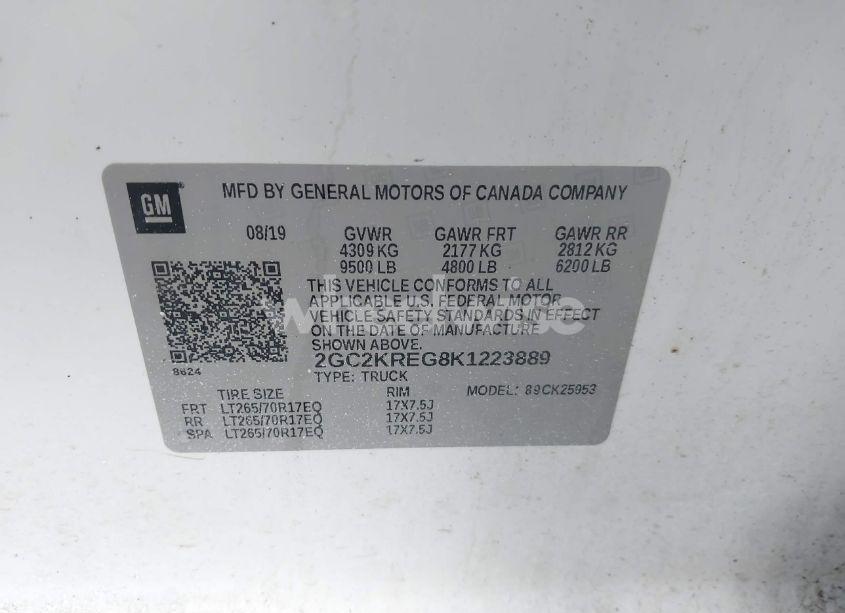 GM
MFD BY GENERAL MOTORS OF CANADA COMPANY
08/19 GVWR GAWR FRT GAWR RR
4309 KG 2177 KG 2812 KG
9500 LB 4800 LB 6200 LB
THIS VEHICLE CONFORMS TO ALL
APPLICABLE U.S. FEDERAL MOTOR
VEHICLE SAFETY STANDARDS IN EFFECT
ON THE DATE OF MANUFACTURE
SHOWN ABOVE.
2GC2KREG8K1223889
8624
TYPE: TRUCK
TIRE SIZE RIM MODEL: 89CK25953
FRT LT265/70R17EQ 17X7.5J
RR LT265/70R17EQ 17X7.5J
SPA LT265/70R17EQ 17X7.5J